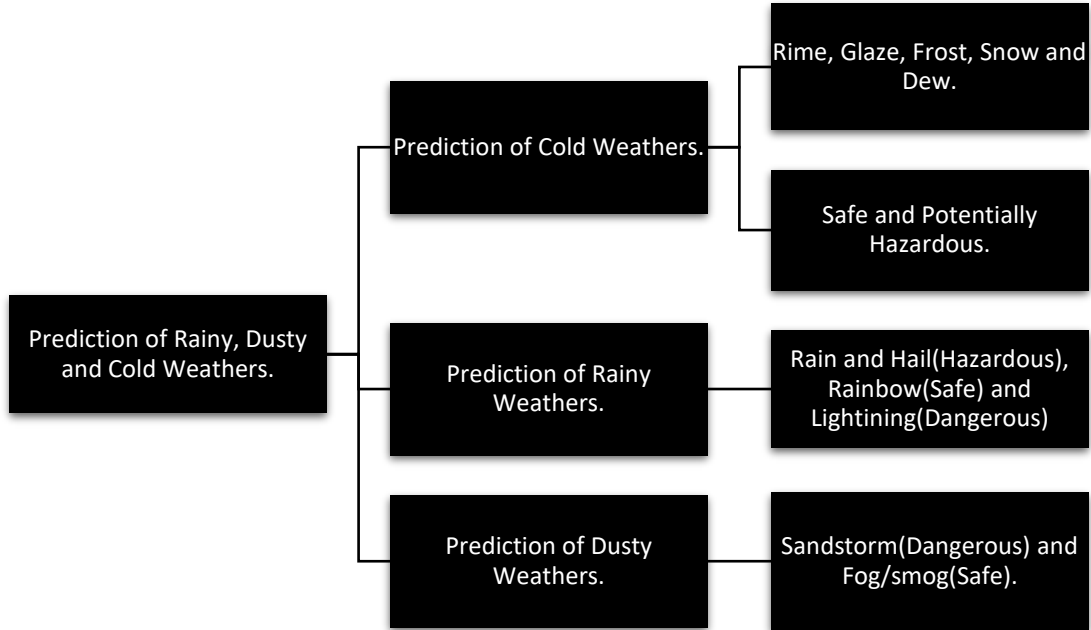 Rime, Glaze, Frost, Snow and
Dew.
Prediction of Cold Weathers.
Safe and Potentially
Hazardous.
Prediction of Rainy, Dusty
and Cold Weathers.
Prediction of Rainy
Weathers.
Rain and Hail(Hazardous),
Rainbow(Safe) and
Lightining(Dangerous)
Prediction of Dusty
Weathers.
Sandstorm(Dangerous) and
Fog/smog(Safe).